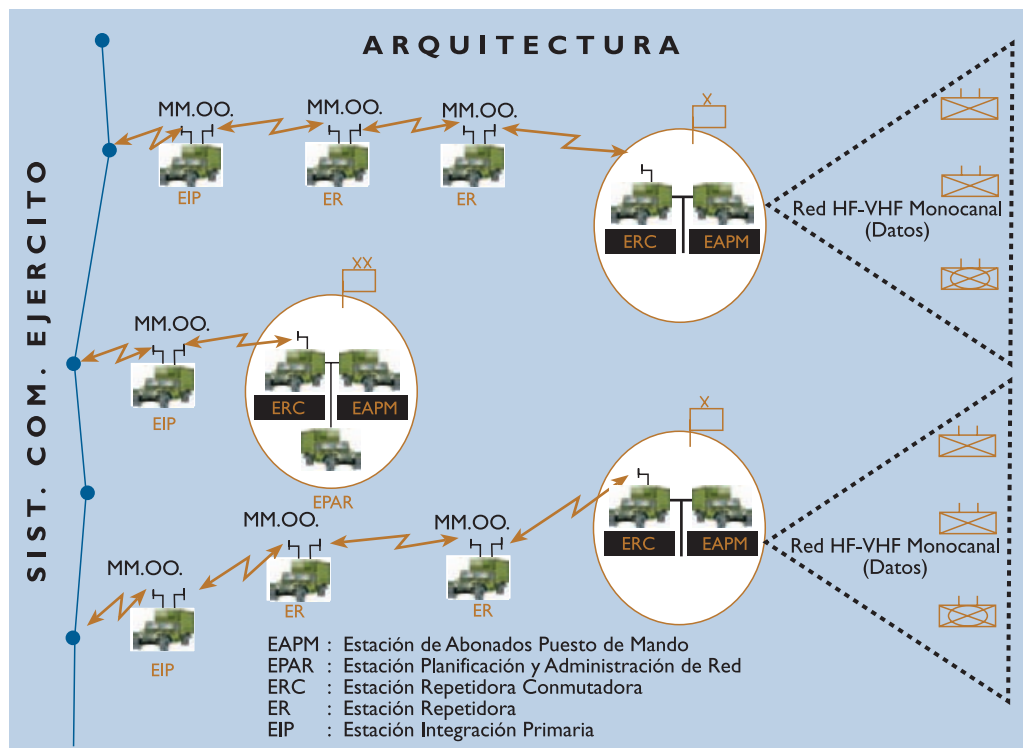 ARQUITECTURA
SIST. COM. EJERCITO
MM.OO.
MM.OO.
MM.OO.
X
EIP
ER
ER
ERC
EAPM
Red HF-VHF Monocanal
(Datos)
XX
MM.OO.
EIP
ERC
EAPM
EPAR
X
MM.OO.
MM.OO.
MM.OO.
EIP
ER
ER
ERC
EAPM
Red HF-VHF Monocanal
(Datos)
EAPM : Estación de Abonados Puesto de Mando
EPAR : Estación Planificación y Administración de Red
ERC : Estación Repetidora Conmutadora
ER : Estación Repetidora
EIP : Estación Integración Primaria